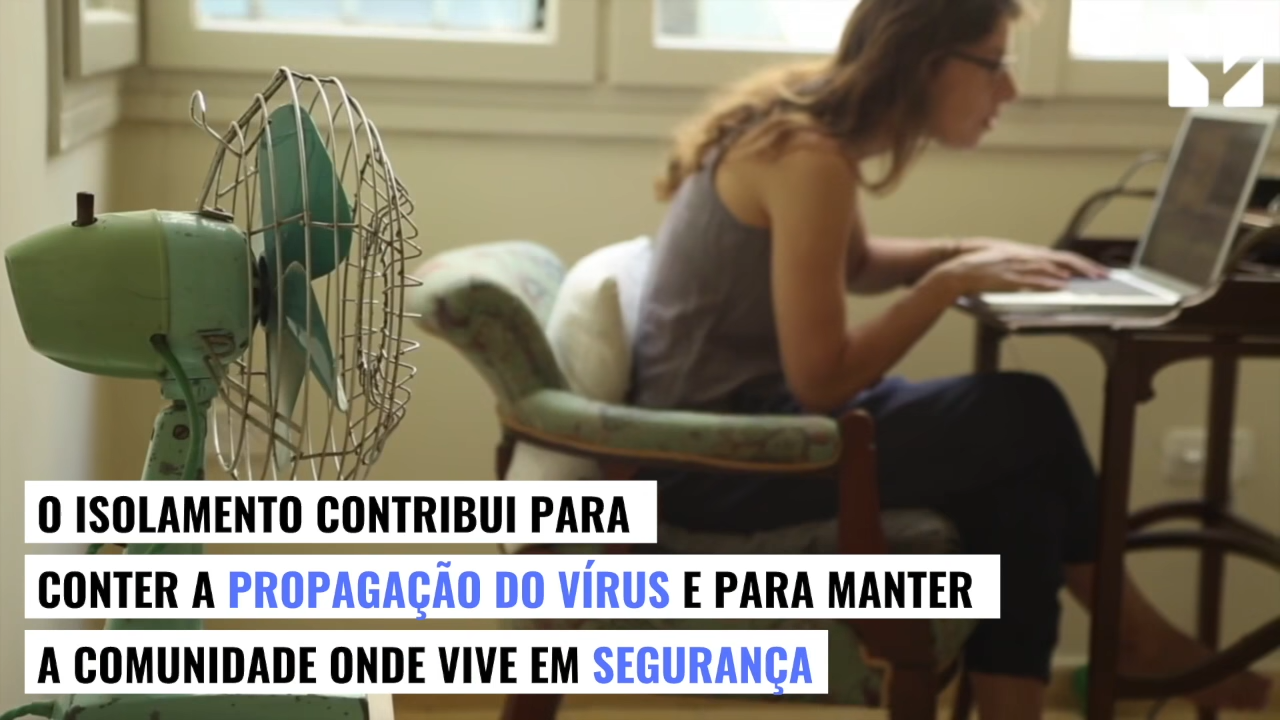 O ISOLAMENTO CONTRIBUI PARA
CONTER A PROPAGAÇÃO DO VÍRUS E PARA MANTER
A COMUNIDADE ONDE VIVE EM SEGURANÇA